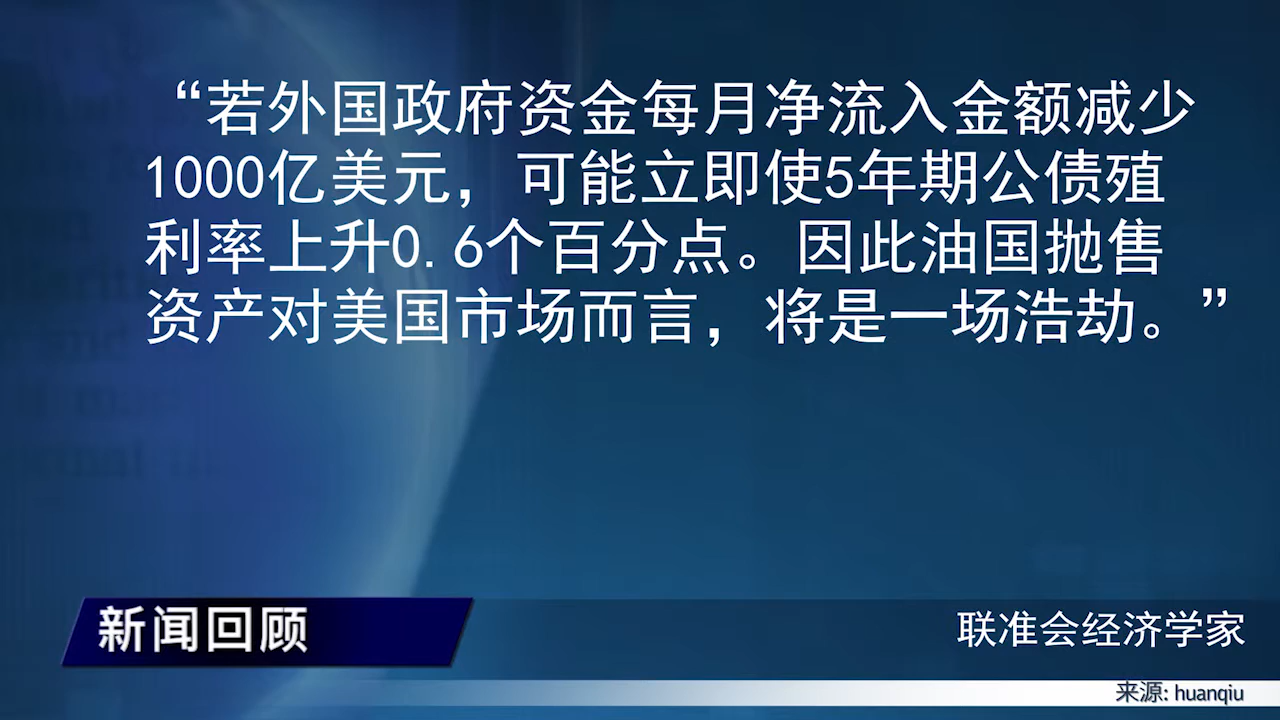 “若外国政府资金每月净流入金额减少
1000亿美元，可能立即使5年期公债殖
利率上升0.6个百分点。因此油国抛售
资产对美国市场而言，将是一场浩劫。”
新闻回顾
联准会经济学家
来源: huanqiu